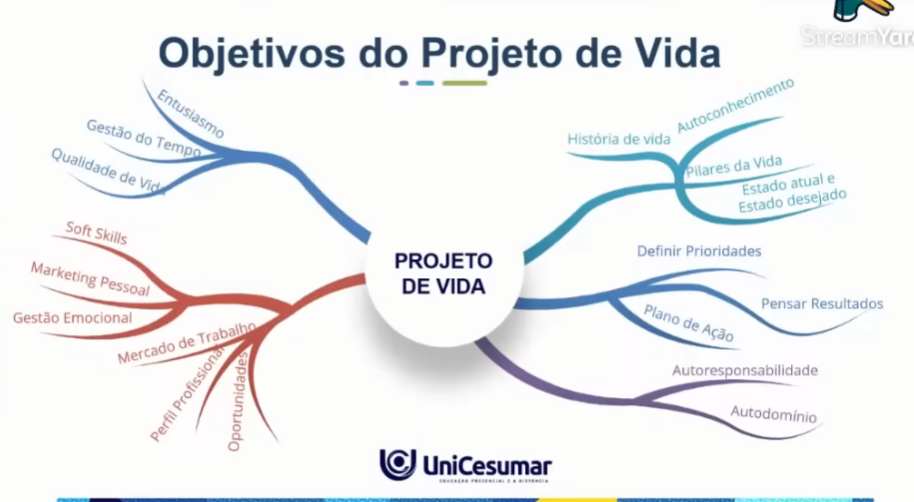 StreamYard
Objetivos do Projeto de Vida
Entusiasmo
Gestão do Tempo
Qualidade de Vida
Soft Skills
Marketing Pessoal
Gestão Emocional
Mercado de Trabalho
Perfil Profissional
Oportunidades
PROJETO
DE VIDA
História de vida
Autoconhecimento
Pilares da Vida
Estado atual e
Estado desejado
Definir Prioridades
Pensar Resultados
Plano de Ação
Autoresponsabilidade
Autodomínio
UniCesumar
EDUCAÇÃO PRESENCIAL E A DISTÂNCIA